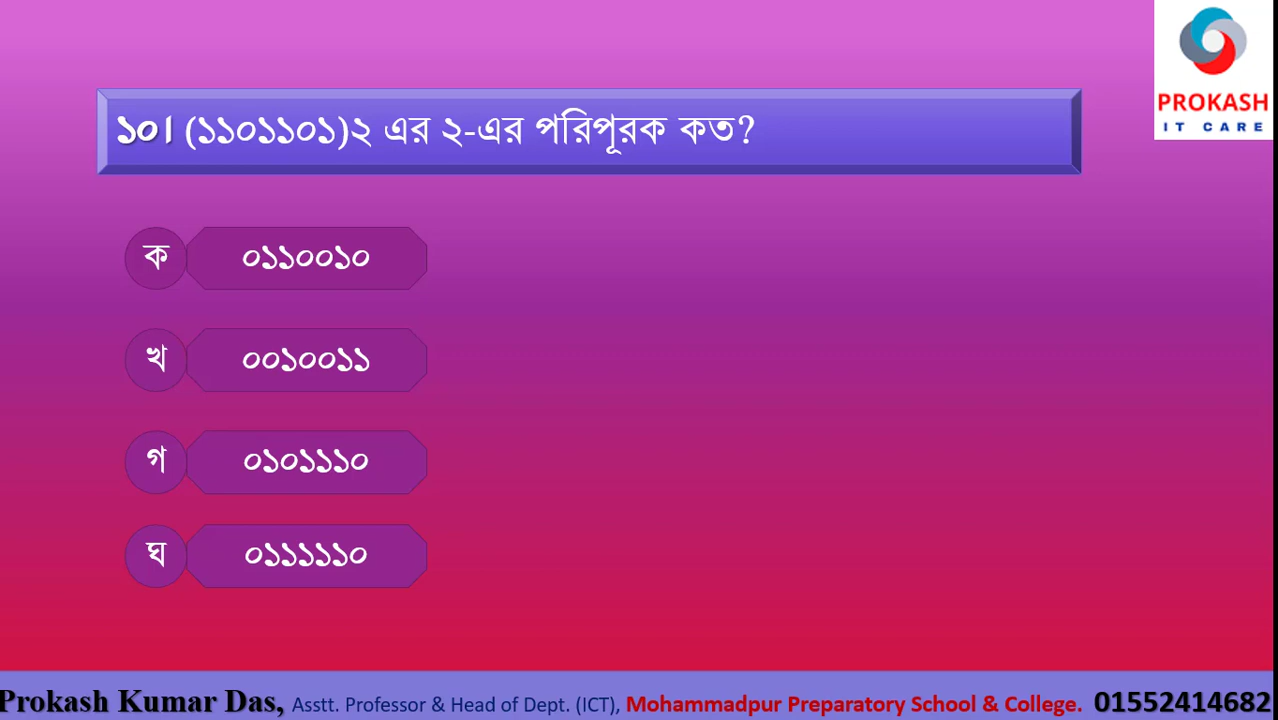 PROKASH
IT CARE
১০। (১১০১১০১)২ এর ২-এর পরিপূরক কত?
ক ০১১০০১০
খ ০০১০০১১
গ ০১০১১১০
ঘ ০১১১১১০
Prokash Kumar Das, Asstt. Professor & Head of Dept. (ICT), Mohammadpur Preparatory School & College. 01552414682